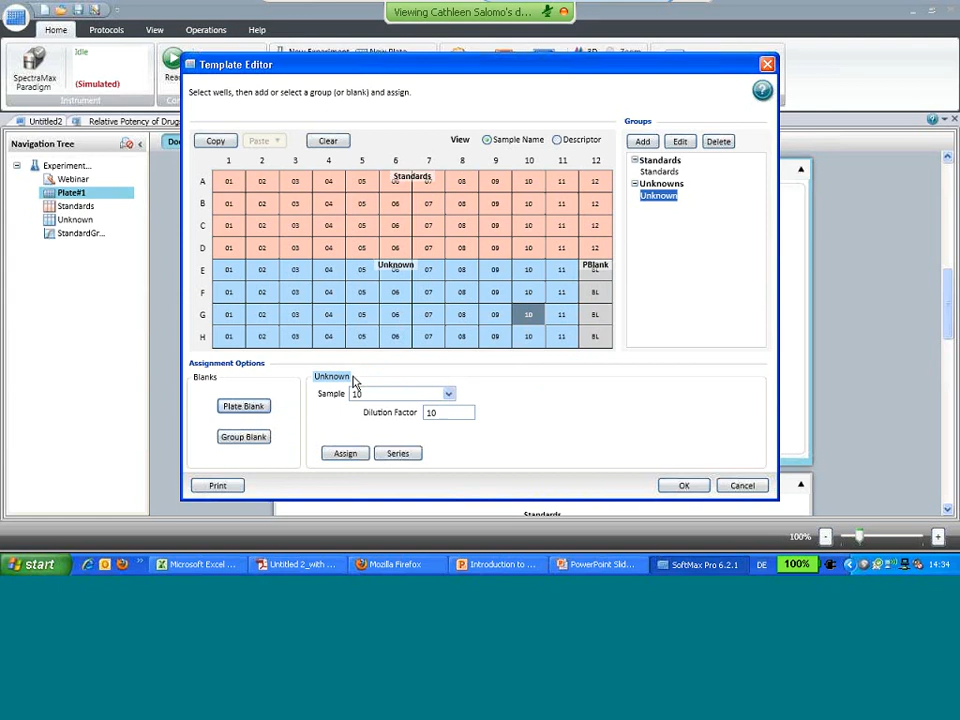 Viewing Cathleen Salomo's d...
Home Protocols View Operations Help
SpectraMax
Paradigm
Idle
(Simulated)
Instrument
Untitled2 Relative Potency of Drugs
Navigation Tree
Experiment...
Webinar
Plate#1
Standards
Unknown
StandardGr...
Template Editor
Select wells, then add or select a group (or blank) and assign.
Copy Paste Clear View Sample Name Descriptor
1 2 3 4 5 6 7 8 9 10 11 12
Standards
A 01 02 03 04 05 06 07 08 09 10 11 12
B 01 02 03 04 05 06 07 08 09 10 11 12
C 01 02 03 04 05 06 07 08 09 10 11 12
D 01 02 03 04 05 06 07 08 09 10 11 12
Unknown PBlank
E 01 02 03 04 05 06 07 08 09 10 11 BL
F 01 02 03 04 05 06 07 08 09 10 11 BL
G 01 02 03 04 05 06 07 08 09 10 11 BL
H 01 02 03 04 05 06 07 08 09 10 11 BL
Groups
Add Edit Delete
Standards
Standards
Unknowns
Unknown
Assignment Options
Blanks
Plate Blank
Group Blank
Unknown
Sample 10
Dilution Factor 10
Assign Series
Print OK Cancel
Standards
100% - +
start Microsoft Excel ... Untitled 2_with ... Mozilla Firefox Introduction to ... PowerPoint Slid... SoftMax Pro 6.2.1 DE 100% 14:34